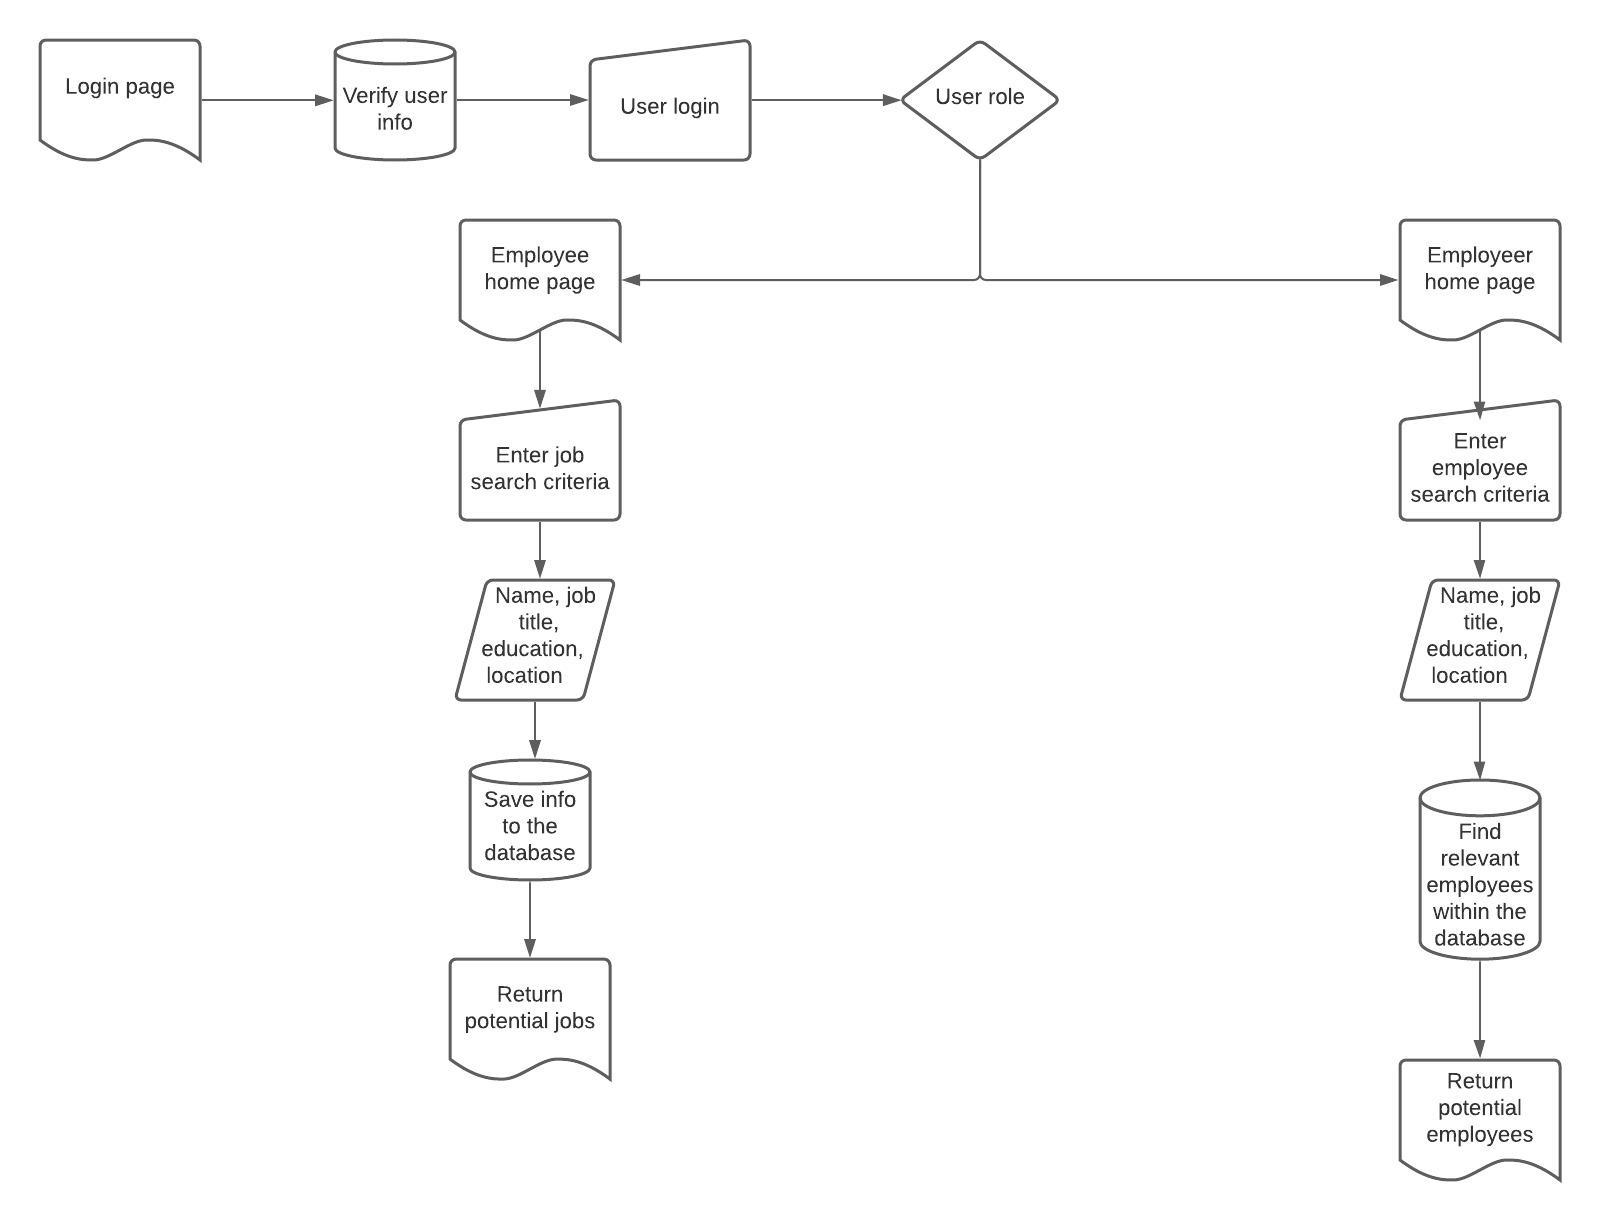 Login page
Verify user
info
User login
User role
Employee
home page
Enter job
search criteria
Name, job
title,
education,
location
Save info
to the
database
Return
potential jobs
Employeer
home page
Enter
employee
search criteria
Name, job
title,
education,
location
Find
relevant
employees
within the
database
Return
potential
employees